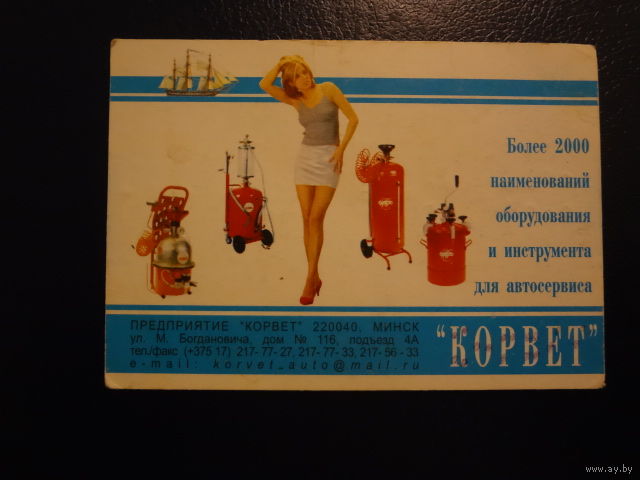 Более 2000
наименований
оборудования
и инструмента
для автосервиса
ПРЕДПРИЯТИЕ "КОРВЕТ" 220040, МИНСК
ул. М. Богдановича, дом № 116, подъезд 4А
тел./факс (+375 17) 217-77-27, 217-77-33, 217-56-33
e-mail: korvet_auto@mail.ru
"КОРВЕТ"
www.ay.by